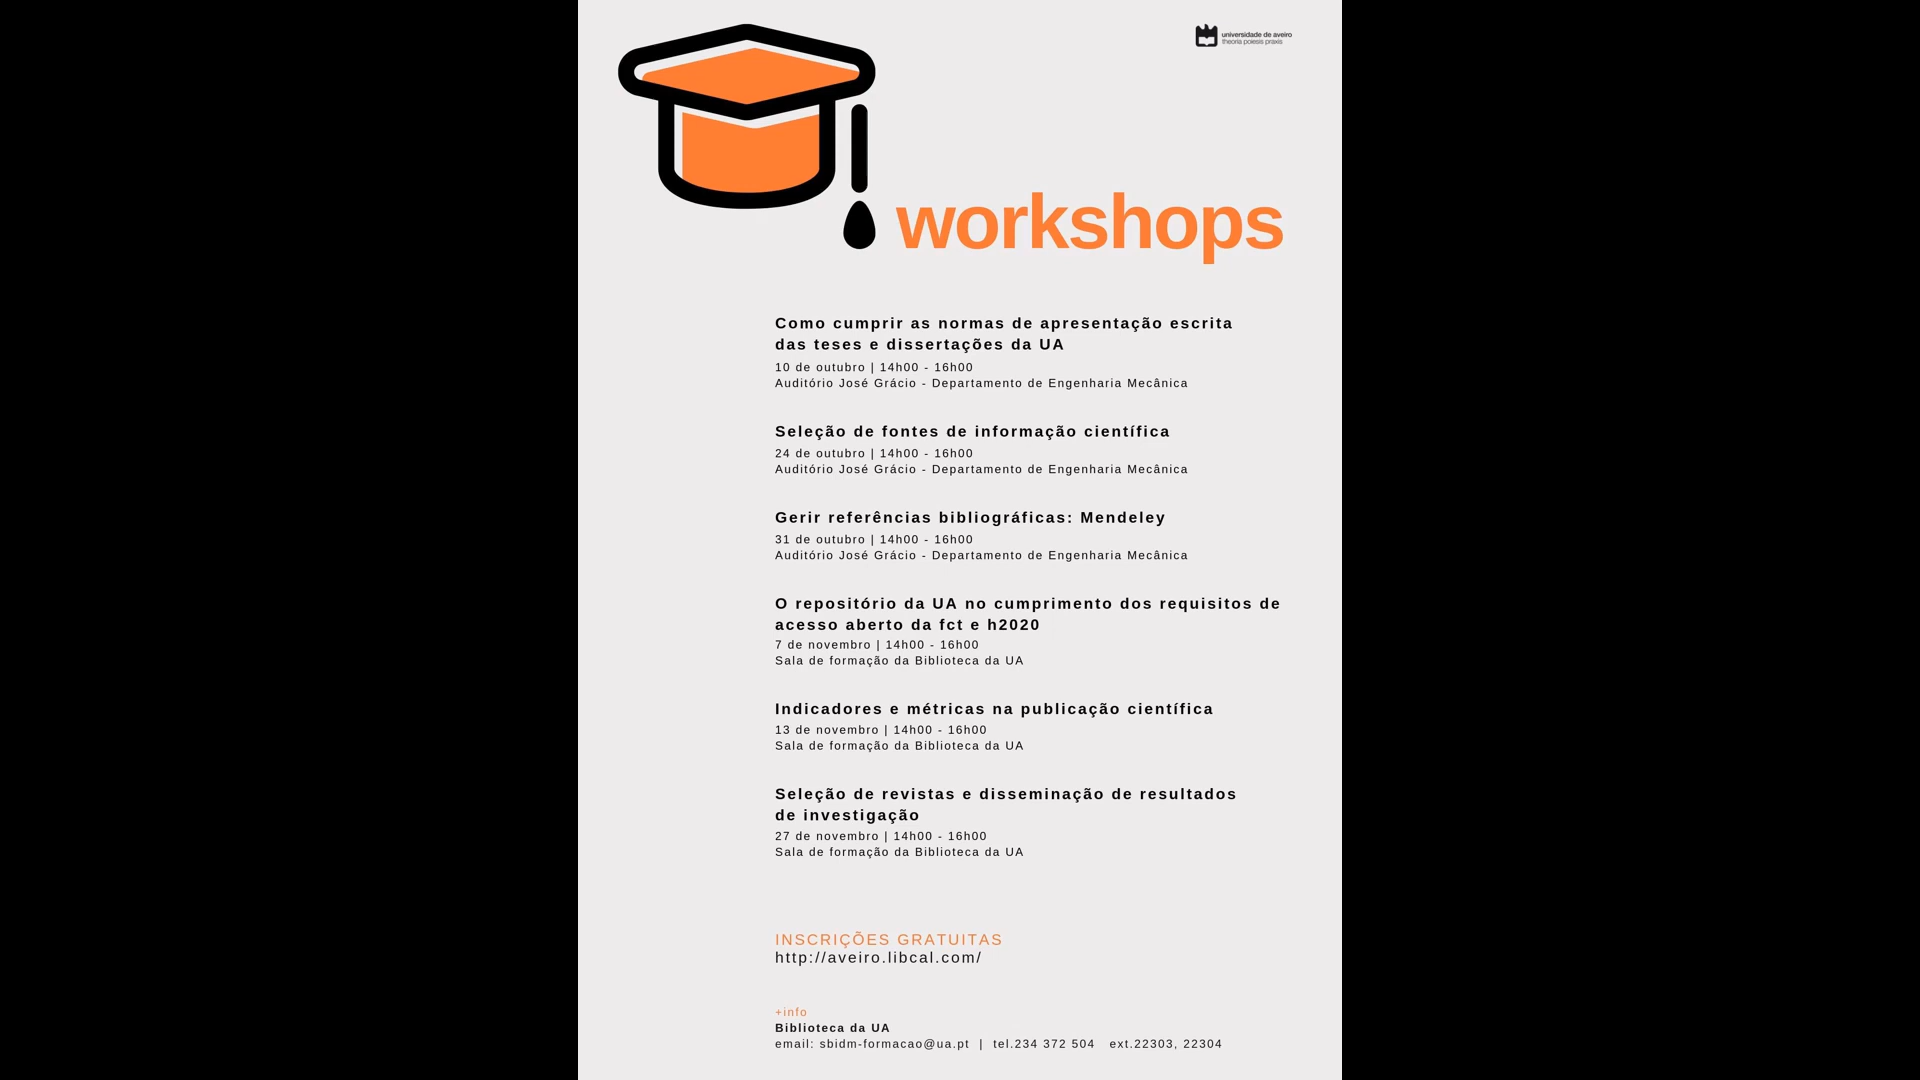 universidade de aveiro
theoria poiesis praxis
workshops
Como cumprir as normas de apresentação escrita
das teses e dissertações da UA
10 de outubro | 14h00 - 16h00
Auditório José Grácio - Departamento de Engenharia Mecânica
Seleção de fontes de informação científica
24 de outubro | 14h00 - 16h00
Auditório José Grácio - Departamento de Engenharia Mecânica
Gerir referências bibliográficas: Mendeley
31 de outubro | 14h00 - 16h00
Auditório José Grácio - Departamento de Engenharia Mecânica
O repositório da UA no cumprimento dos requisitos de
acesso aberto da fct e h2020
7 de novembro | 14h00 - 16h00
Sala de formação da Biblioteca da UA
Indicadores e métricas na publicação científica
13 de novembro | 14h00 - 16h00
Sala de formação da Biblioteca da UA
Seleção de revistas e disseminação de resultados
de investigação
27 de novembro | 14h00 - 16h00
Sala de formação da Biblioteca da UA
INSCRIÇÕES GRATUITAS
http://aveiro.libcal.com/
+info
Biblioteca da UA
email: sbidm-formacao@ua.pt | tel.234 372 504 ext.22303, 22304